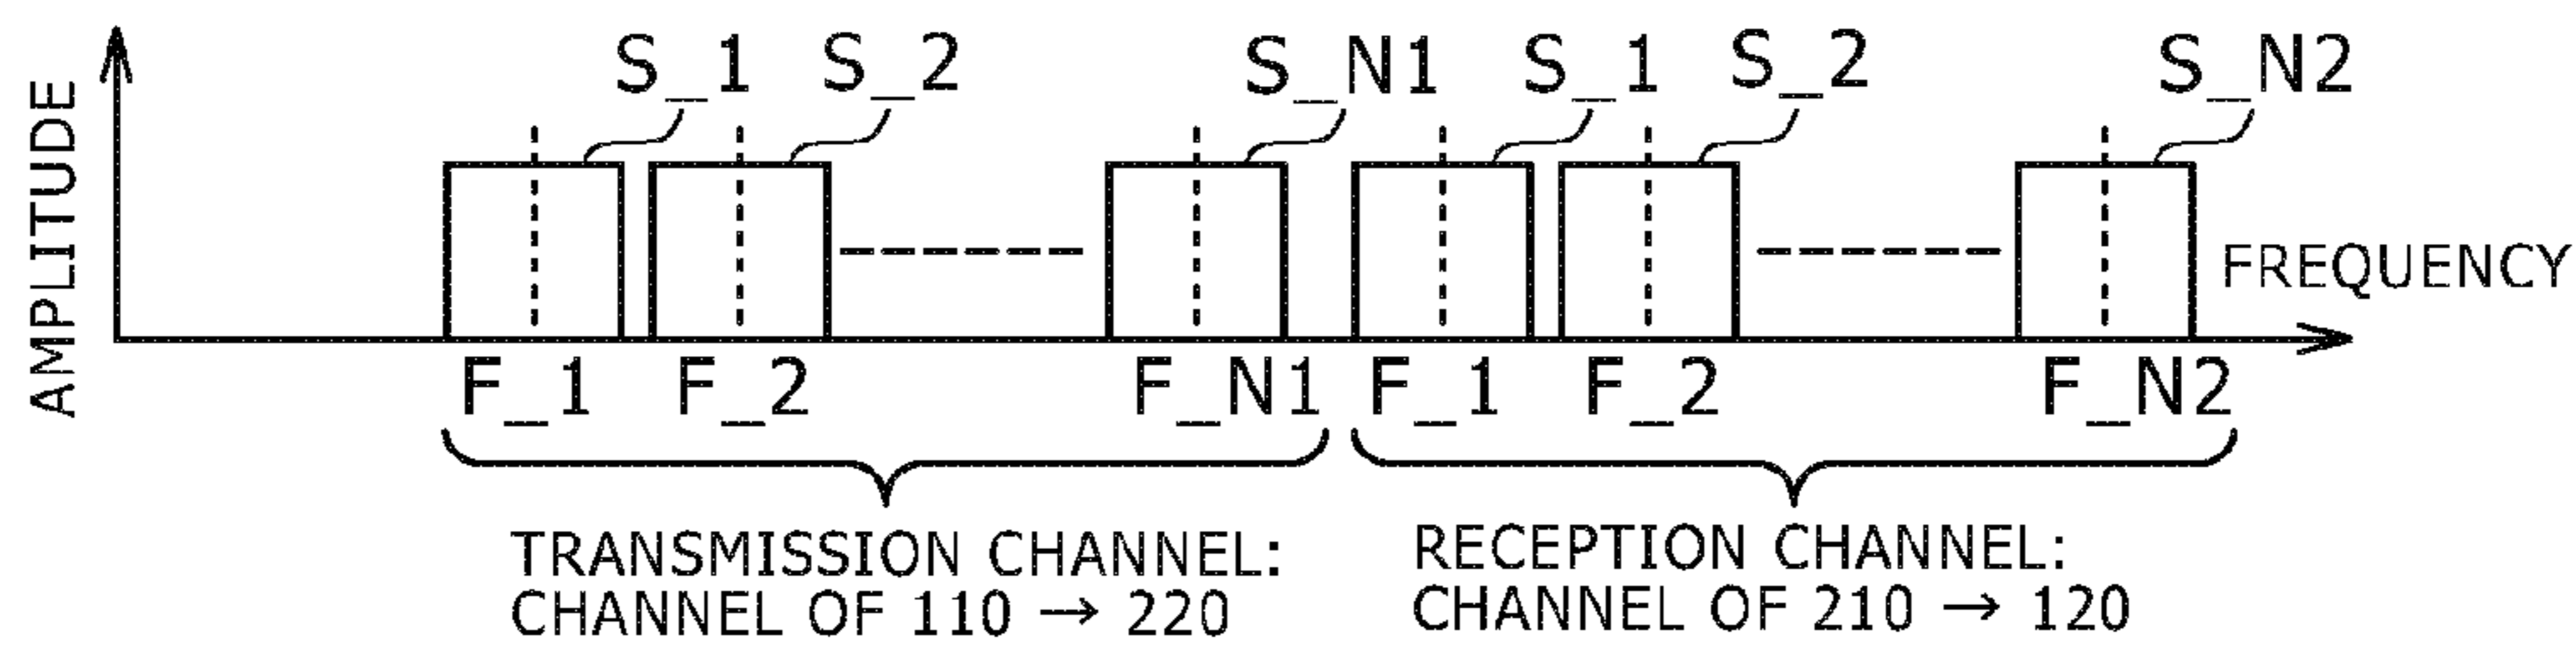 AMPLITUDE
S_1 S_2 S_N1 S_1 S_2 S_N2
FREQUENCY
F_1 F_2 F_N1 F_1 F_2 F_N2
TRANSMISSION CHANNEL:
CHANNEL OF 110 → 220
RECEPTION CHANNEL:
CHANNEL OF 210 → 120